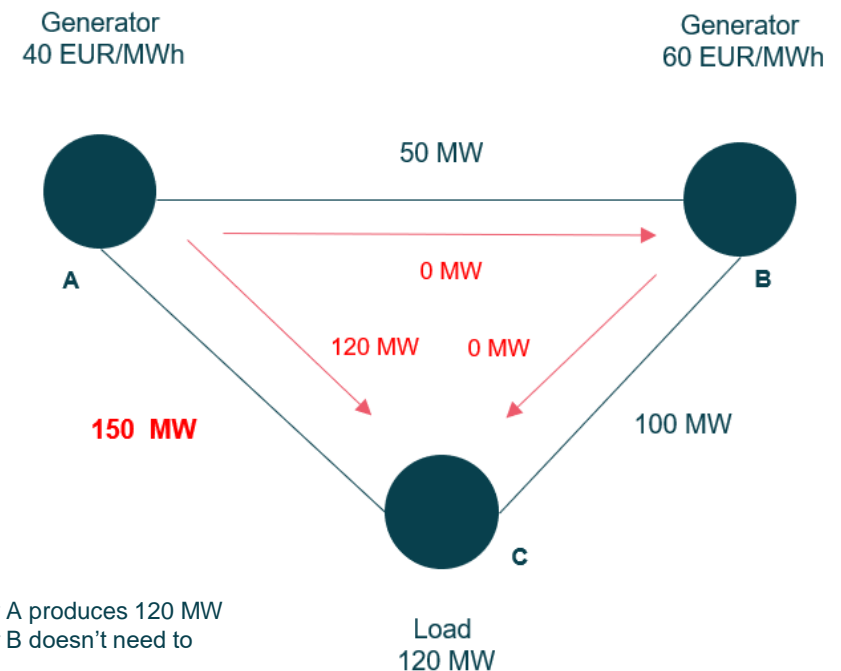 Generator
40 EUR/MWh
Generator
60 EUR/MWh
50 MW
0 MW
A
B
120 MW
0 MW
150 MW
100 MW
C
A produces 120 MW
B doesn’t need to
Load
120 MW